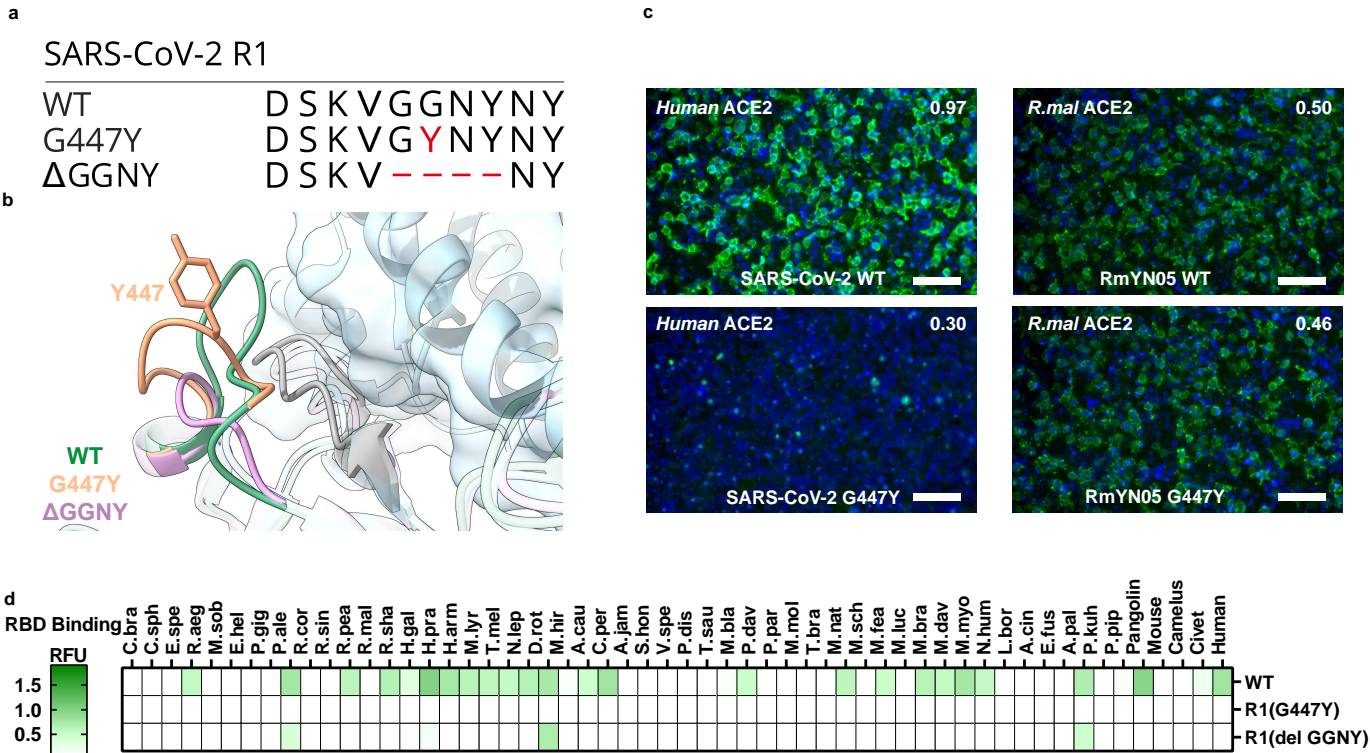 a
SARS-CoV-2 R1
WT D S K V G G N Y N Y
G447Y D S K V G Y N Y N Y
ΔGGNY D S K V – – – – N Y
b
Y447
WT
G447Y
ΔGGNY
c
Human ACE2 0.97
SARS-CoV-2 WT
R.mal ACE2 0.50
RmYN05 WT
Human ACE2 0.30
SARS-CoV-2 G447Y
R.mal ACE2 0.46
RmYN05 G447Y
d
RBD Binding
C.bra
C.sph
E.spe
R.aeg
M.sob
E.hel
P.gig
P.ale
R.cor
R.sin
R.pea
R.mal
R.sha
H.gal
H.pra
H.arm
M.lyr
T.mel
N.lep
D.rot
M.hir
A.cau
C.per
A.jam
S.hon
V.spe
P.dis
T.sau
M.bla
P.dav
P.par
M.mol
T.bra
M.nat
M.sch
M.fea
M.luc
M.bra
M.dav
M.myo
N.hum
L.bor
A.cin
E.fus
A.pal
P.kuh
P.pip
Pangolin
Mouse
Camelus
Civet
Human
RFU
1.5
1.0
0.5
WT
R1(G447Y)
R1(del GGNY)